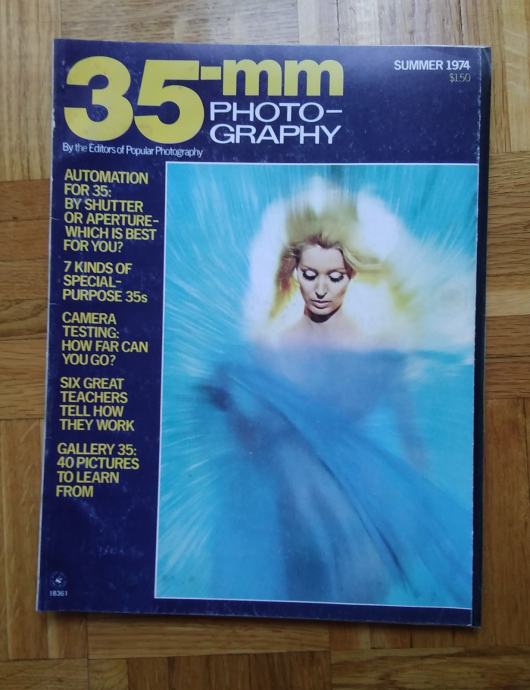 35-mm
PHOTO-
GRAPHY
SUMMER 1974
$1.50
By the Editors of Popular Photography
AUTOMATION
FOR 35:
BY SHUTTER
OR APERTURE-
WHICH IS BEST
FOR YOU?
7 KINDS OF
SPECIAL-
PURPOSE 35s
CAMERA
TESTING:
HOW FAR CAN
YOU GO?
SIX GREAT
TEACHERS
TELL HOW
THEY WORK
GALLERY 35:
40 PICTURES
TO LEARN
FROM
18361